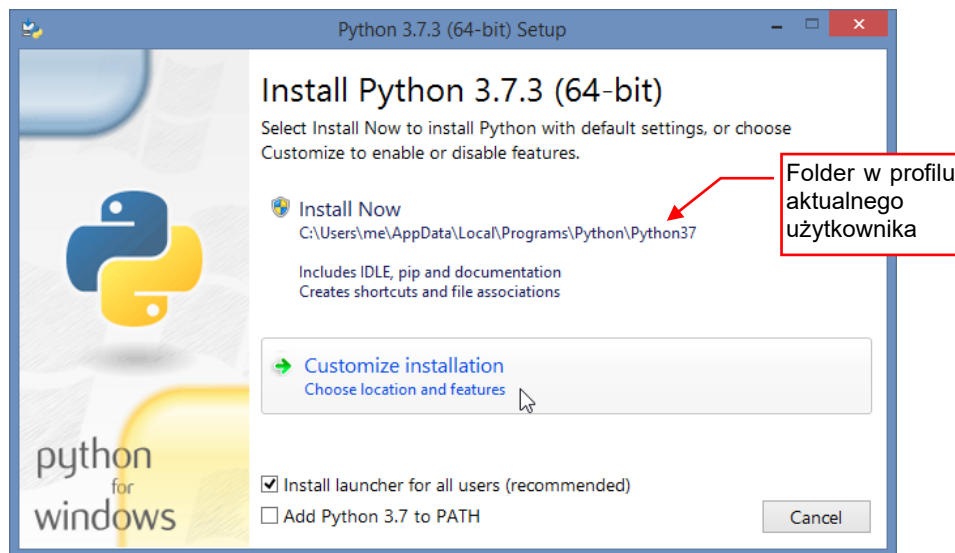 Python 3.7.3 (64-bit) Setup
Install Python 3.7.3 (64-bit)
Select Install Now to install Python with default settings, or choose
Customize to enable or disable features.
Folder w profilu
aktualnego
użytkownika
Install Now
C:\Users\me\AppData\Local\Programs\Python\Python37
Includes IDLE, pip and documentation
Creates shortcuts and file associations
Customize installation
Choose location and features
python
for
windows
Install launcher for all users (recommended)
Add Python 3.7 to PATH
Cancel